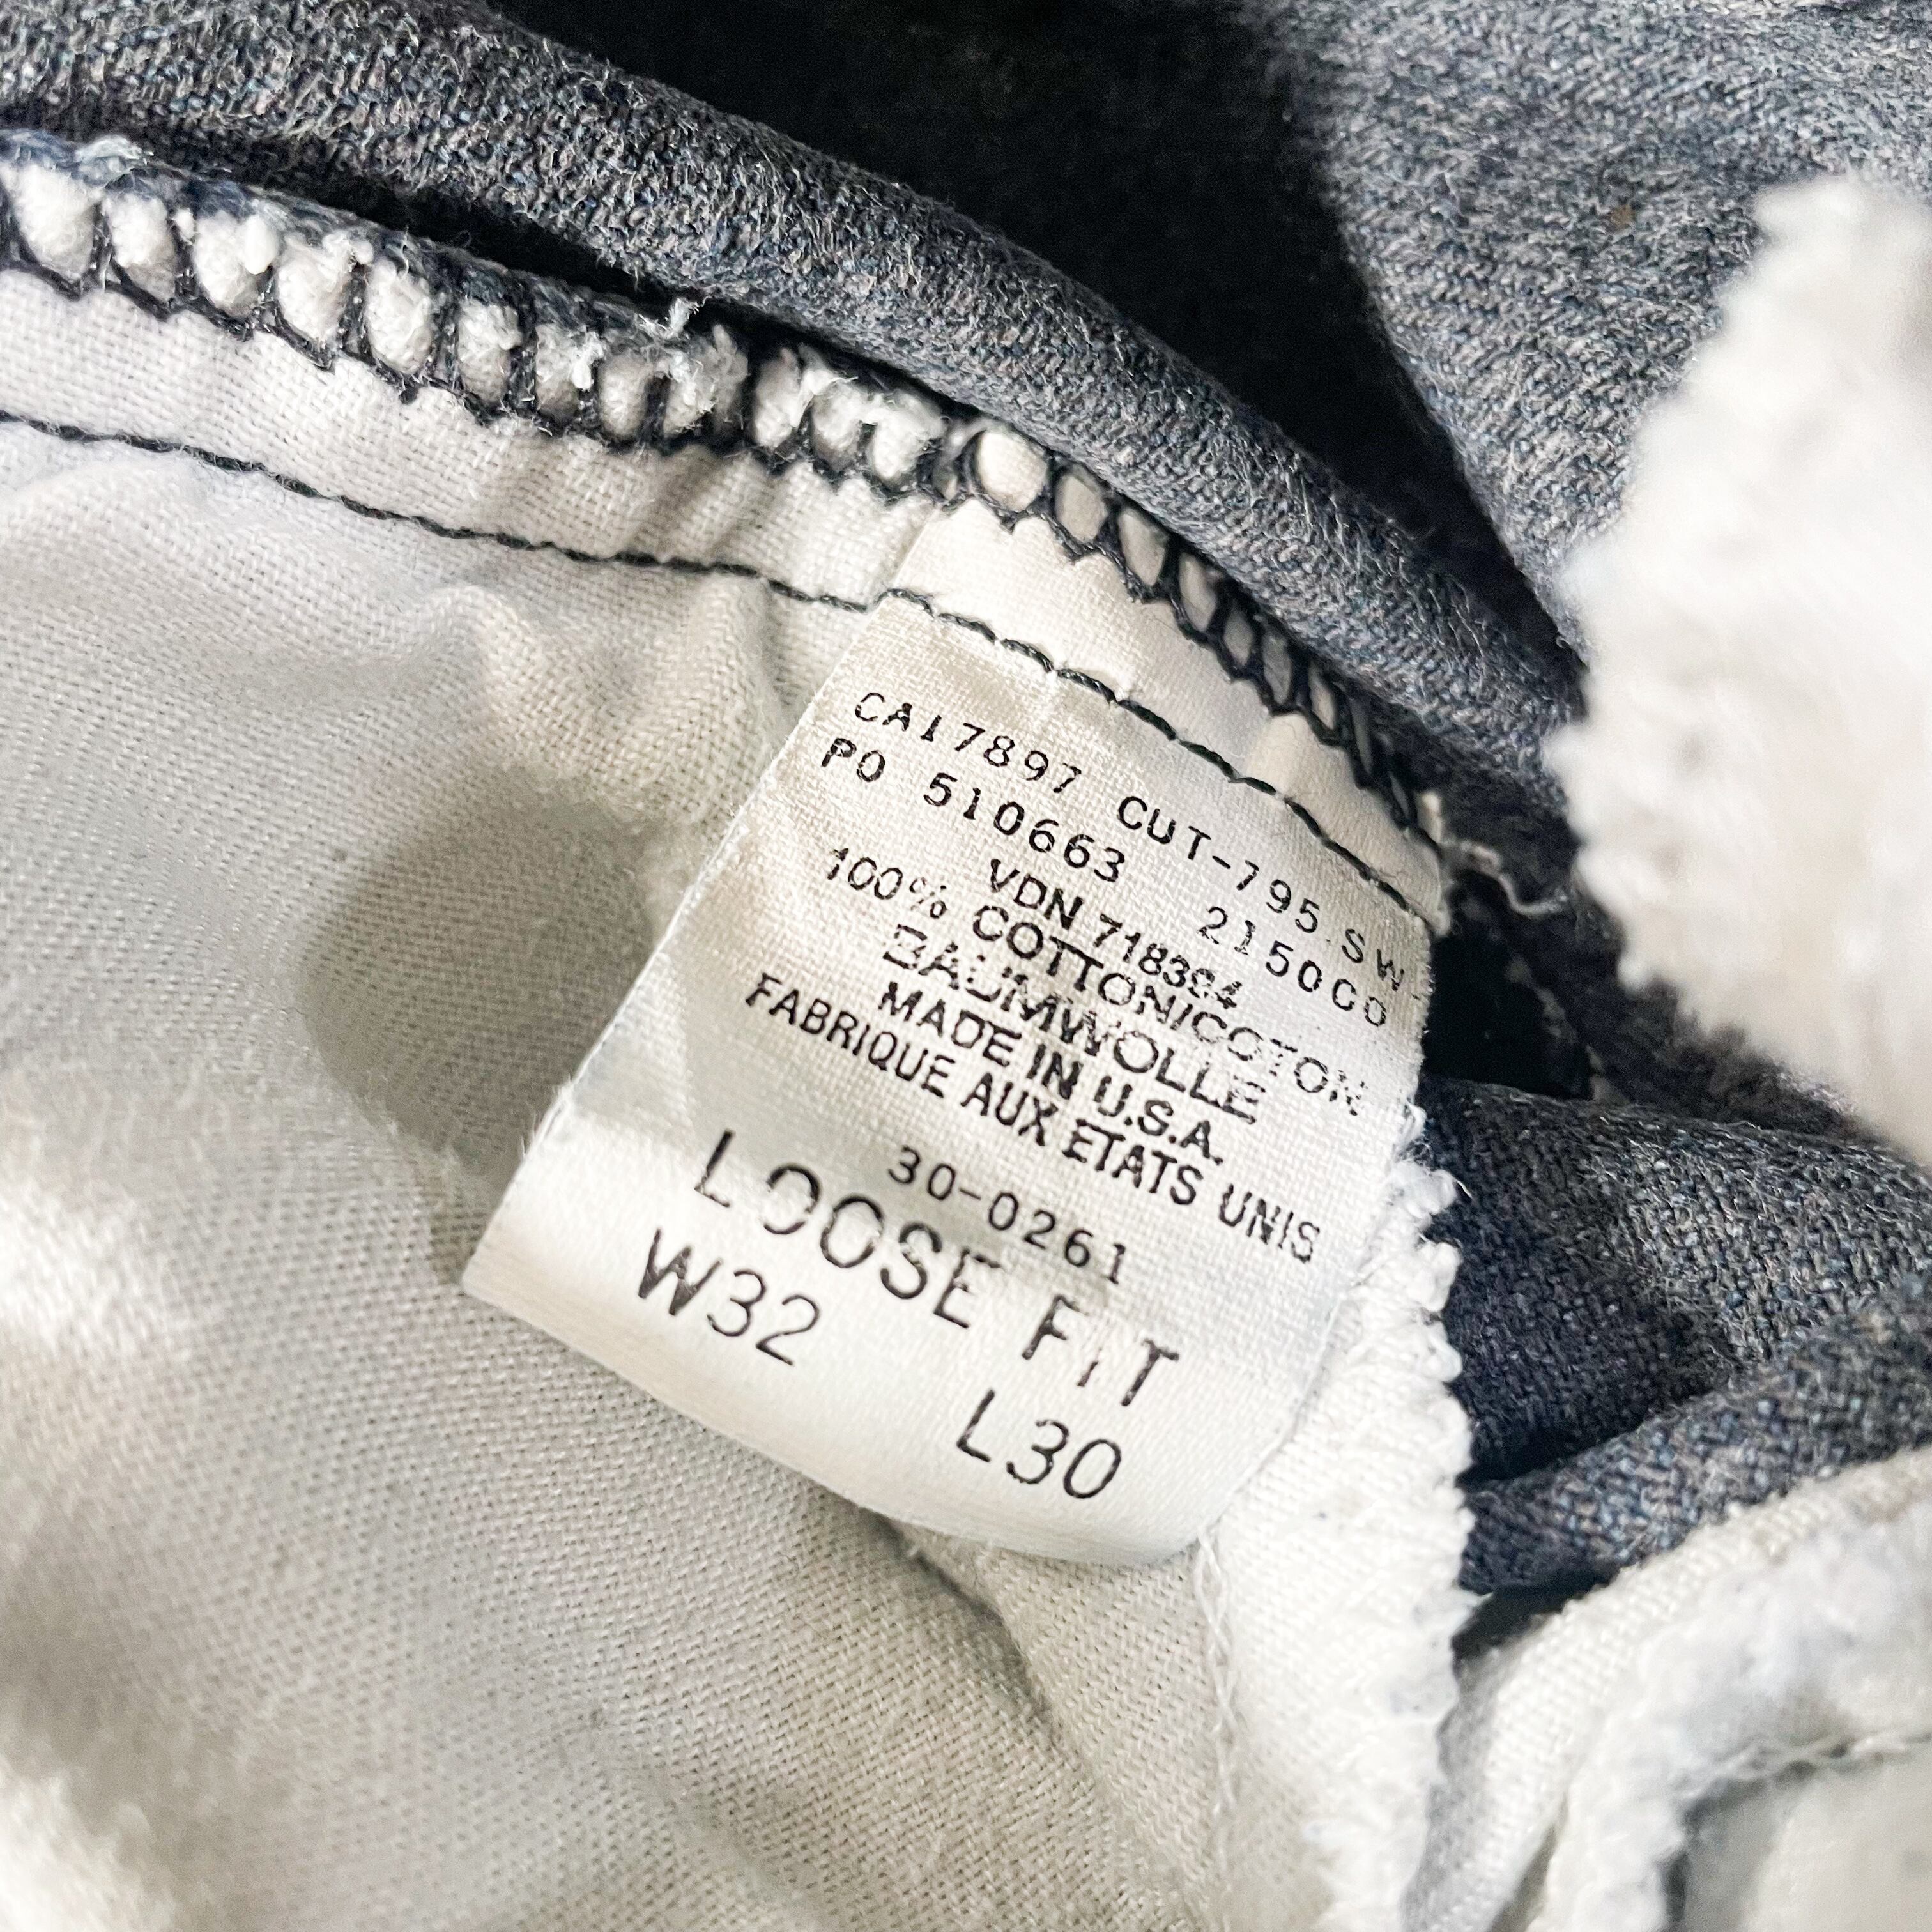 CA17897 CUT-795 SW
PO 510663 215000
VDN 718394
100% COTTON/COTON
BAUMWOLLE
MADE IN U.S.A.
FABRIQUE AUX ETATS UNIS
30-0261
LOOSE FIT
W32 L30